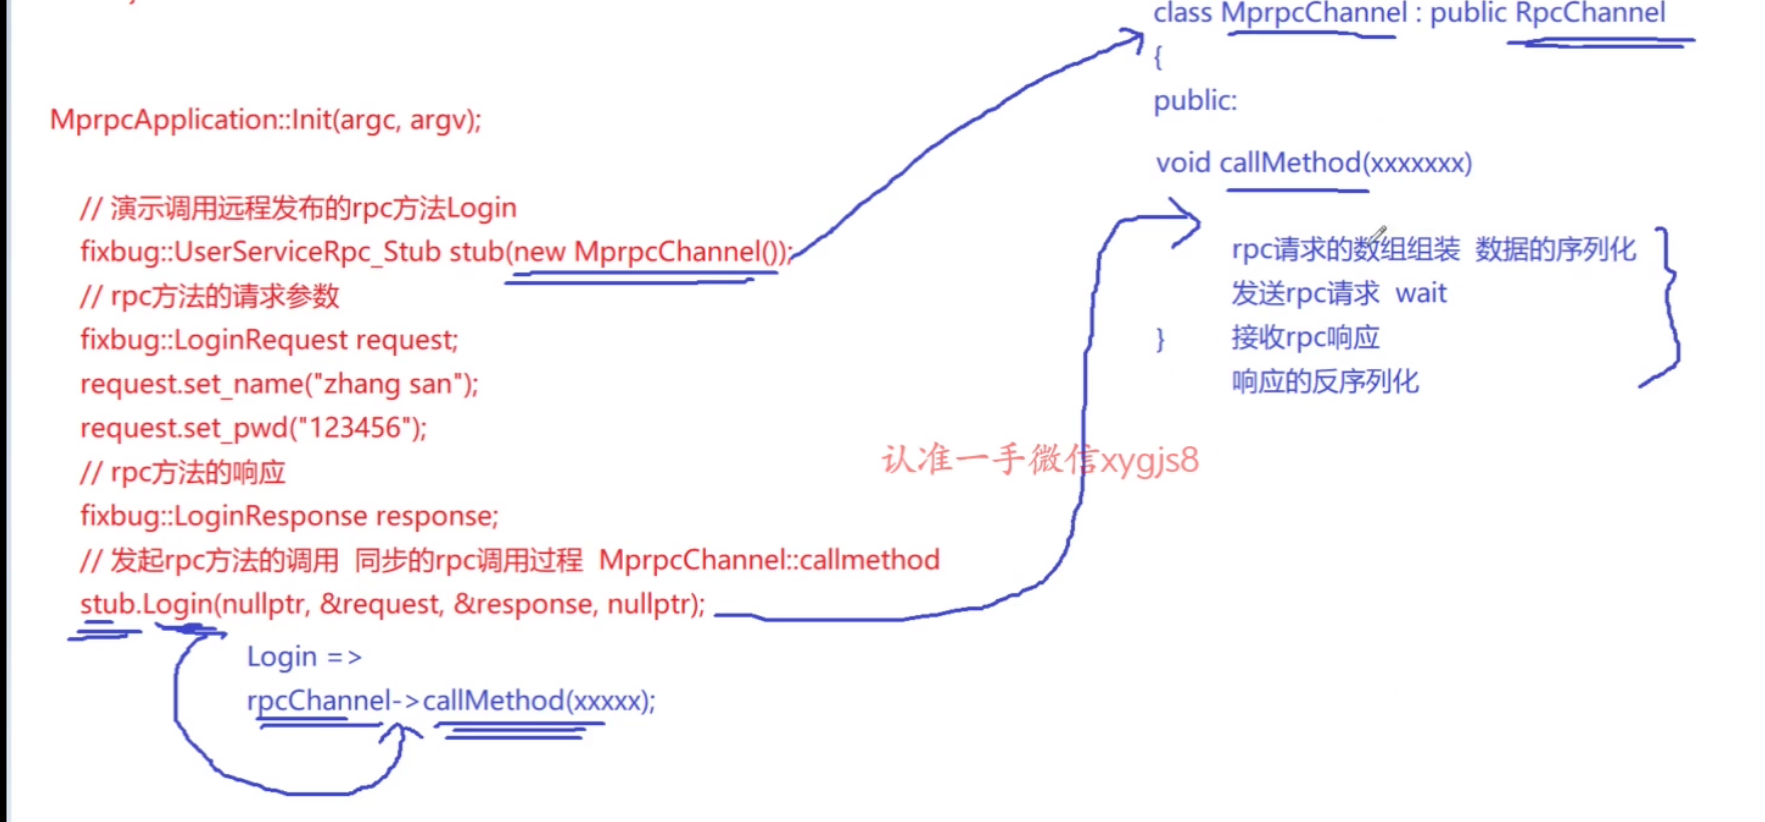 MprpcApplication::Init(argc, argv);
// 演示调用远程发布的rpc方法Login
fixbug::UserServiceRpc_Stub stub(new MprpcChannel());
// rpc方法的请求参数
fixbug::LoginRequest request;
request.set_name("zhang san");
request.set_pwd("123456");
// rpc方法的响应
fixbug::LoginResponse response;
// 发起rpc方法的调用 同步的rpc调用过程 MprpcChannel::callmethod
stub.Login(nullptr, &request, &response, nullptr);
Login =>
rpcChannel->callMethod(xxxxx);
class MprpcChannel : public RpcChannel
{
public:
void callMethod(xxxxxxx)
rpc请求的数组组装 数据的序列化
发送rpc请求 wait
} 接收rpc响应
响应的反序列化
认准一手微信xygjs8